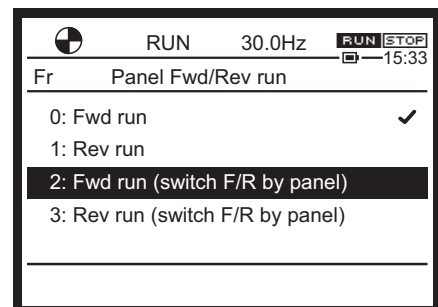 RUN 30.0Hz RUN STOP
15:33
Fr Panel Fwd/Rev run
0: Fwd run
1: Rev run
2: Fwd run (switch F/R by panel)
3: Rev run (switch F/R by panel)